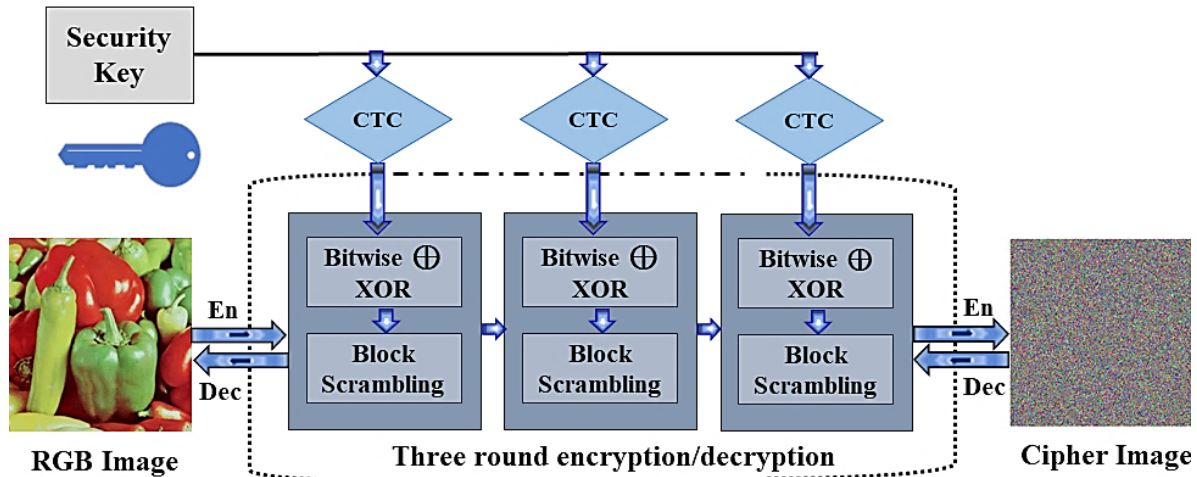 Security
Key
CTC
CTC
CTC
Bitwise ⊕
XOR
Block
Scrambling
Bitwise ⊕
XOR
Block
Scrambling
Bitwise ⊕
XOR
Block
Scrambling
En
Dec
En
Dec
RGB Image
Three round encryption/decryption
Cipher Image